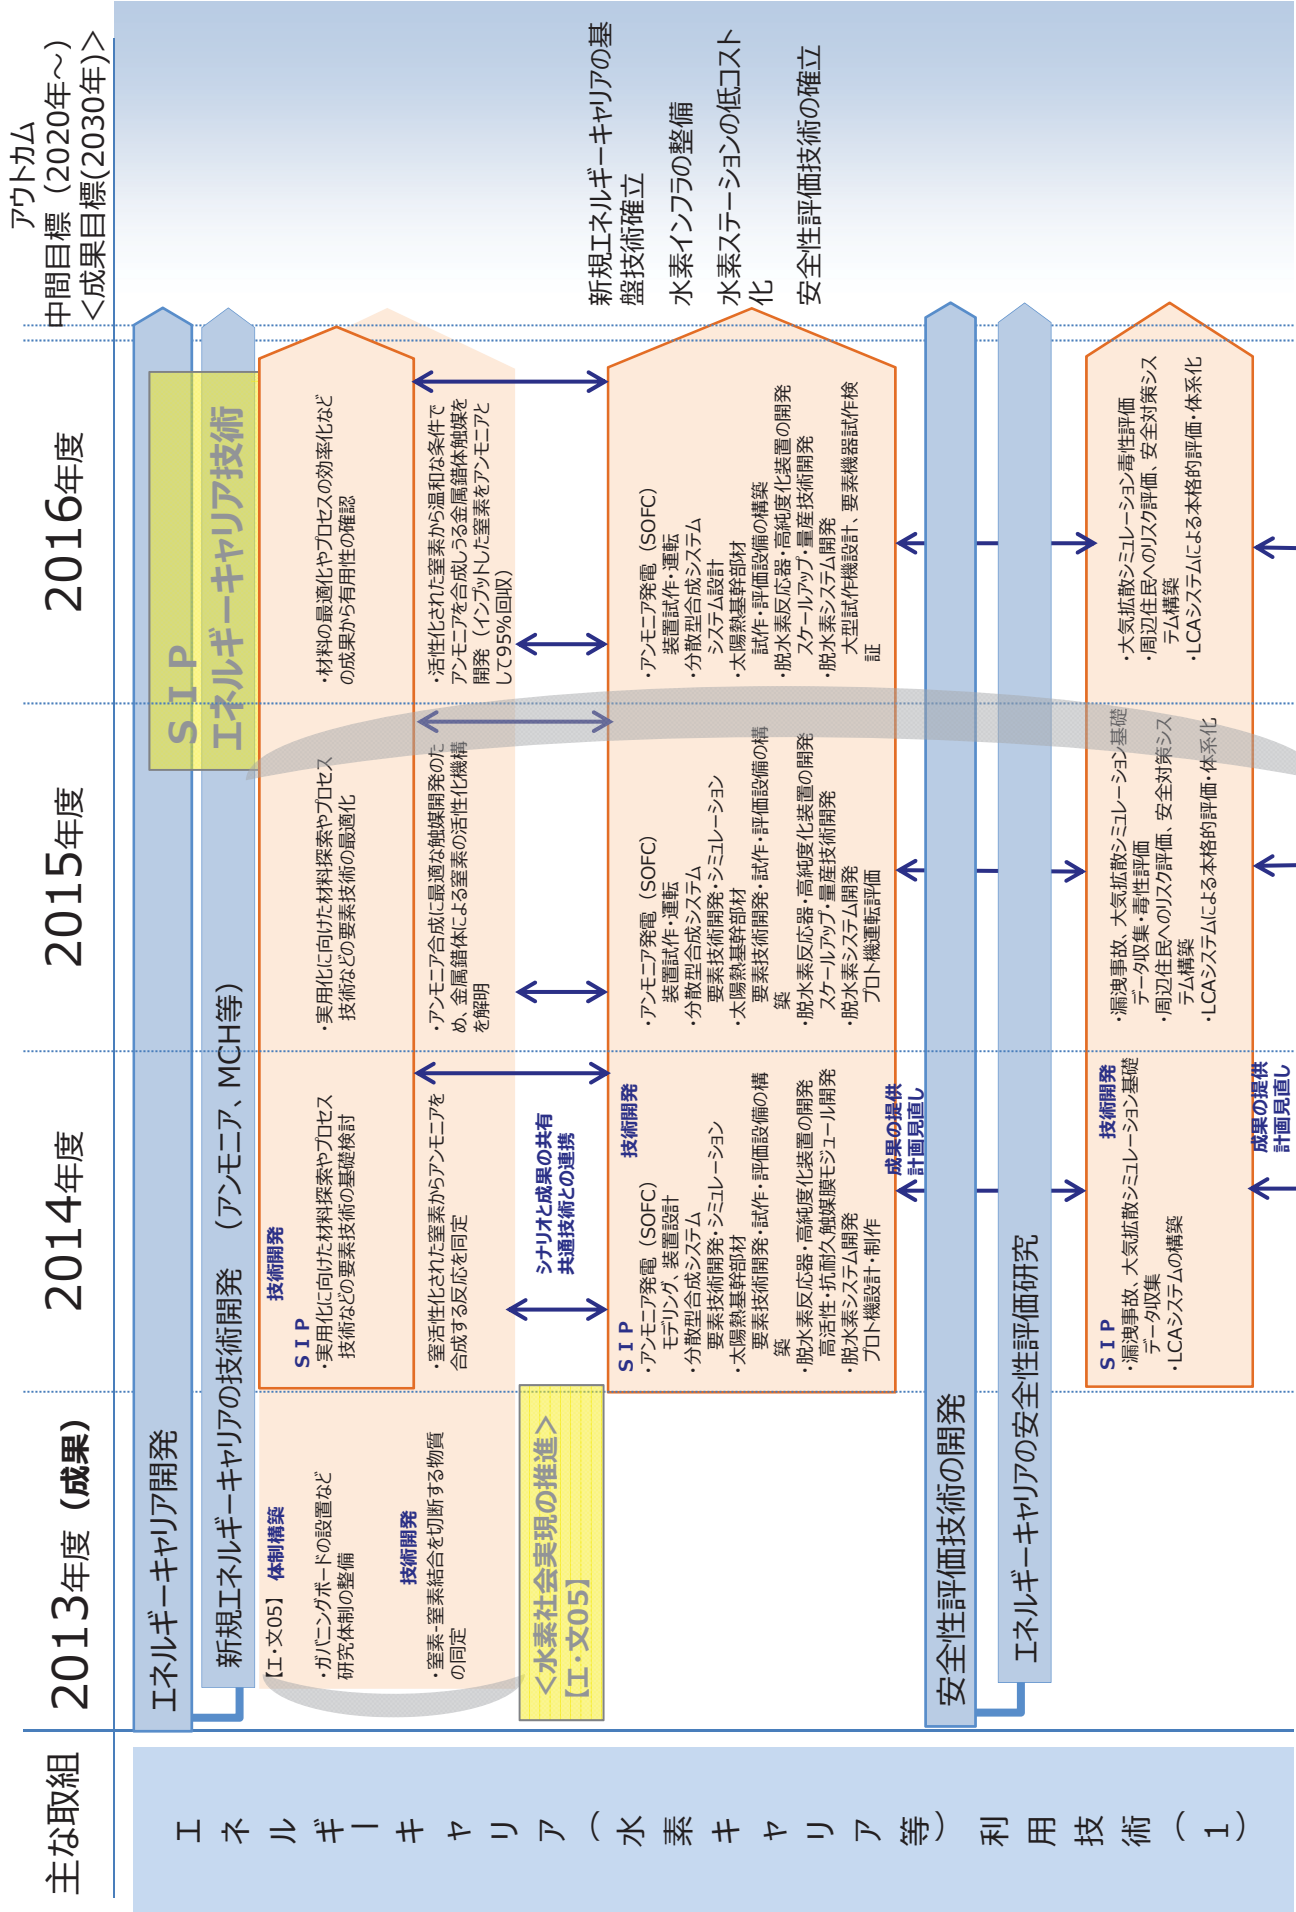 主な取組
2013年度（成果）
2014年度
2015年度
2016年度
アウトカム
中間目標（2020年～）
＜成果目標(2030年)＞
エネルギーキャリア（水素キャリア等）利用技術（1）
エネルギーキャリア開発
新規エネルギーキャリアの技術開発　（アンモニア、MCH等）
ＳＩＰ
エネルギーキャリア技術
【エ・文05】 体制構築
・ガバニングボードの設置など
研究体制の整備
技術開発
・窒素-窒素結合を切断する物質
の同定
技術開発
ＳＩＰ
・実用化に向けた材料探索やプロセス
技術などの要素技術の基礎検討
・窒活性化された窒素からアンモニアを
合成する反応を同定
・実用化に向けた材料探索やプロセス
技術などの要素技術の最適化
・アンモニア合成に最適な触媒開発のた
め、金属錯体による窒素の活性化機構
を解明
・材料の最適化やプロセスの効率化など
の成果から有用性の確認
・活性化された窒素から温和な条件で
アンモニアを合成しうる金属錯体触媒を
開発（インプットした窒素をアンモニアと
して95%回収）
＜水素社会実現の推進＞
【エ・文05】
シナリオと成果の共有
共通技術との連携
ＳＩＰ
技術開発
・アンモニア発電（SOFC）
モデリング、装置設計
・分散型合成システム
要素技術開発・シミュレーション
・太陽熱基幹部材
要素技術開発・試作・評価設備の構
築
・脱水素反応器・高純度化装置の開発
高活性・抗耐久触媒膜モジュール開発
・脱水素システム開発
プロト機設計・制作
・アンモニア発電（SOFC）
装置試作・運転
・分散型合成システム
要素技術開発・シミュレーション
・太陽熱基幹部材
要素技術開発・試作・評価設備の構
築
・脱水素反応器・高純度化装置の開発
スケールアップ・量産技術開発
・脱水素システム開発
プロト機運転評価
・アンモニア発電（SOFC）
装置試作・運転
・分散型合成システム
システム設計
・太陽熱基幹部材
試作・評価設備の構築
・脱水素反応器・高純度化装置の開発
スケールアップ・量産技術開発
・脱水素システム開発
大型試作機設計、要素機器試作検
証
新規エネルギーキャリアの基
盤技術確立
水素インフラの整備
水素ステーションの低コスト
化
安全性評価技術の確立
成果の提供
計画見直し
安全性評価技術の開発
エネルギーキャリアの安全性評価研究
ＳＩＰ
技術開発
・漏洩事故、大気拡散シミュレーション基礎
データ収集
・LCAシステムの構築
・漏洩事故、大気拡散シミュレーション基礎
データ収集・毒性評価
・周辺住民へのリスク評価、安全対策シス
テム構築
・LCAシステムによる本格的評価・体系化
・大気拡散シミュレーション毒性評価
・周辺住民へのリスク評価、安全対策シス
テム構築
・LCAシステムによる本格的評価・体系化
成果の提供
計画見直し